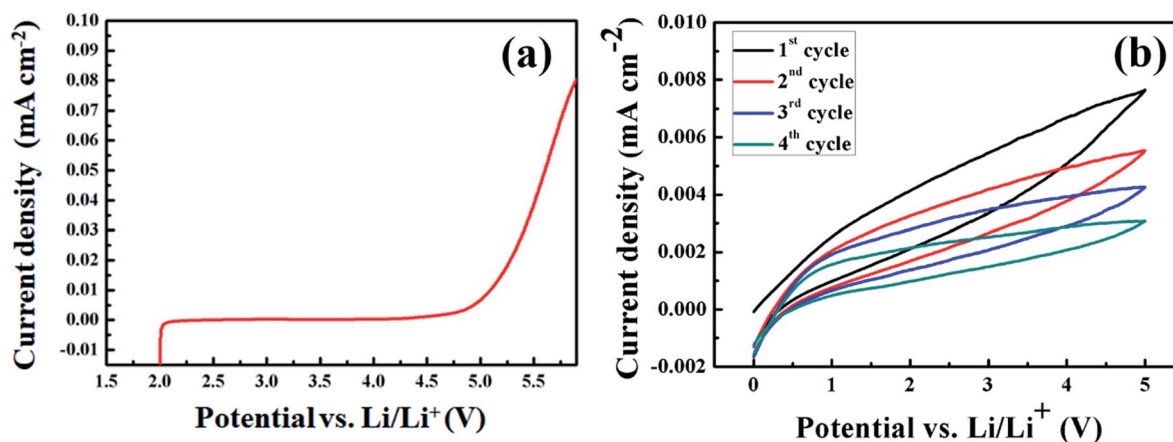 (a)
Current density (mA cm⁻²)
0.10
0.09
0.08
0.07
0.06
0.05
0.04
0.03
0.02
0.01
0.00
-0.01
1.5 2.0 2.5 3.0 3.5 4.0 4.5 5.0 5.5
Potential vs. Li/Li⁺ (V)
(b)
1ˢᵗ cycle
2ⁿᵈ cycle
3ʳᵈ cycle
4ᵗʰ cycle
Current density (mA cm⁻²)
0.010
0.008
0.006
0.004
0.002
0.000
-0.002
0 1 2 3 4 5
Potential vs. Li/Li⁺ (V)